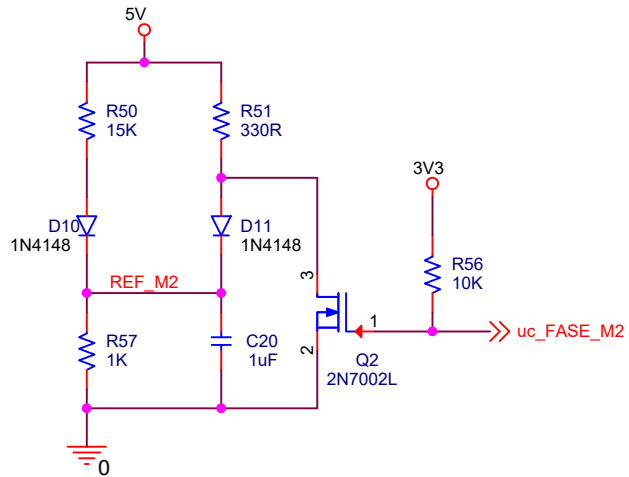 5V
R50
15K
R51
330R
3V3
D10
1N4148
D11
1N4148
R56
10K
REF_M2
3
1
uc_FASE_M2
R57
1K
C20
1uF
2
Q2
2N7002L
0